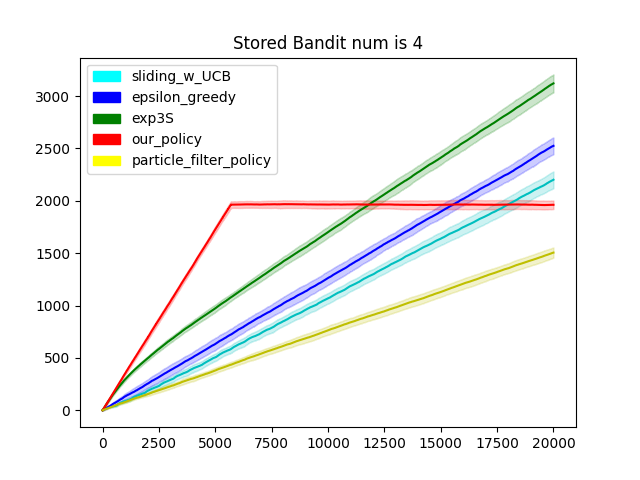 Stored Bandit num is 4
sliding_w_UCB
epsilon_greedy
exp3S
our_policy
particle_filter_policy
3000
2500
2000
1500
1000
500
0
0 2500 5000 7500 10000 12500 15000 17500 20000